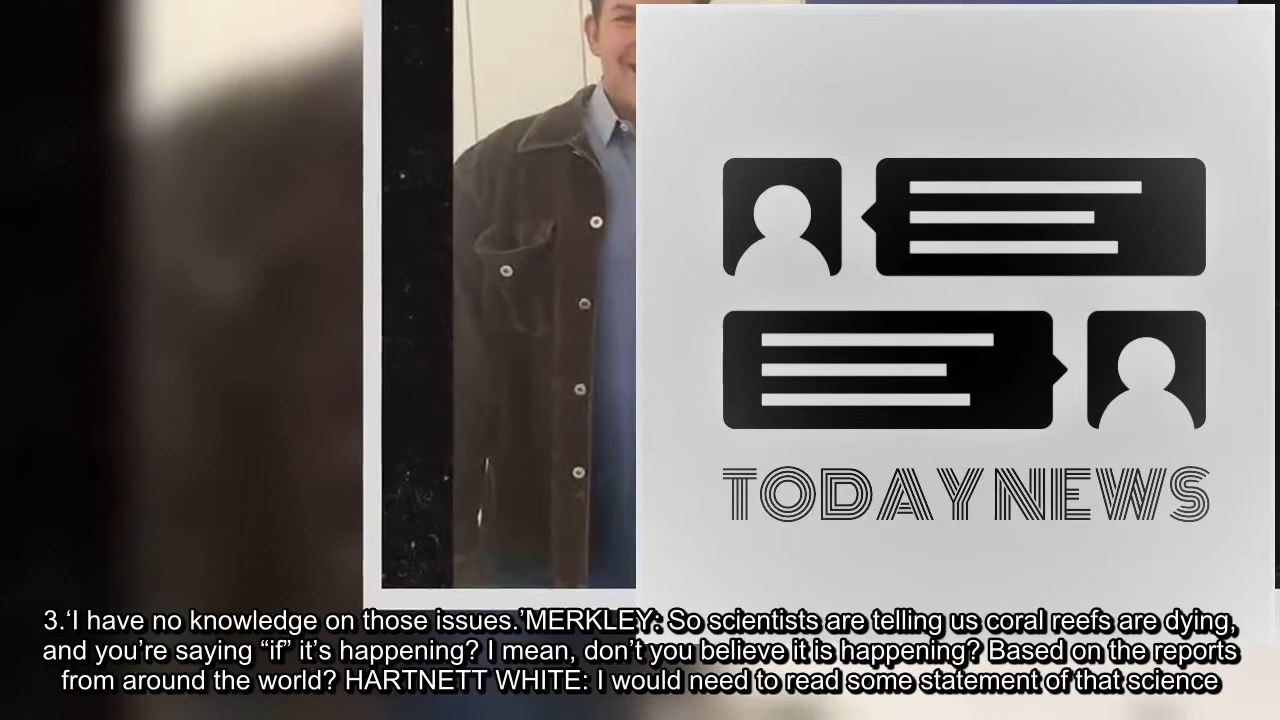 TODAY NEWS
3.‘I have no knowledge on those issues.’MERKLEY: So scientists are telling us coral reefs are dying,
and you’re saying “if” it’s happening? I mean, don’t you believe it is happening? Based on the reports
from around the world? HARTNETT WHITE: I would need to read some statement of that science